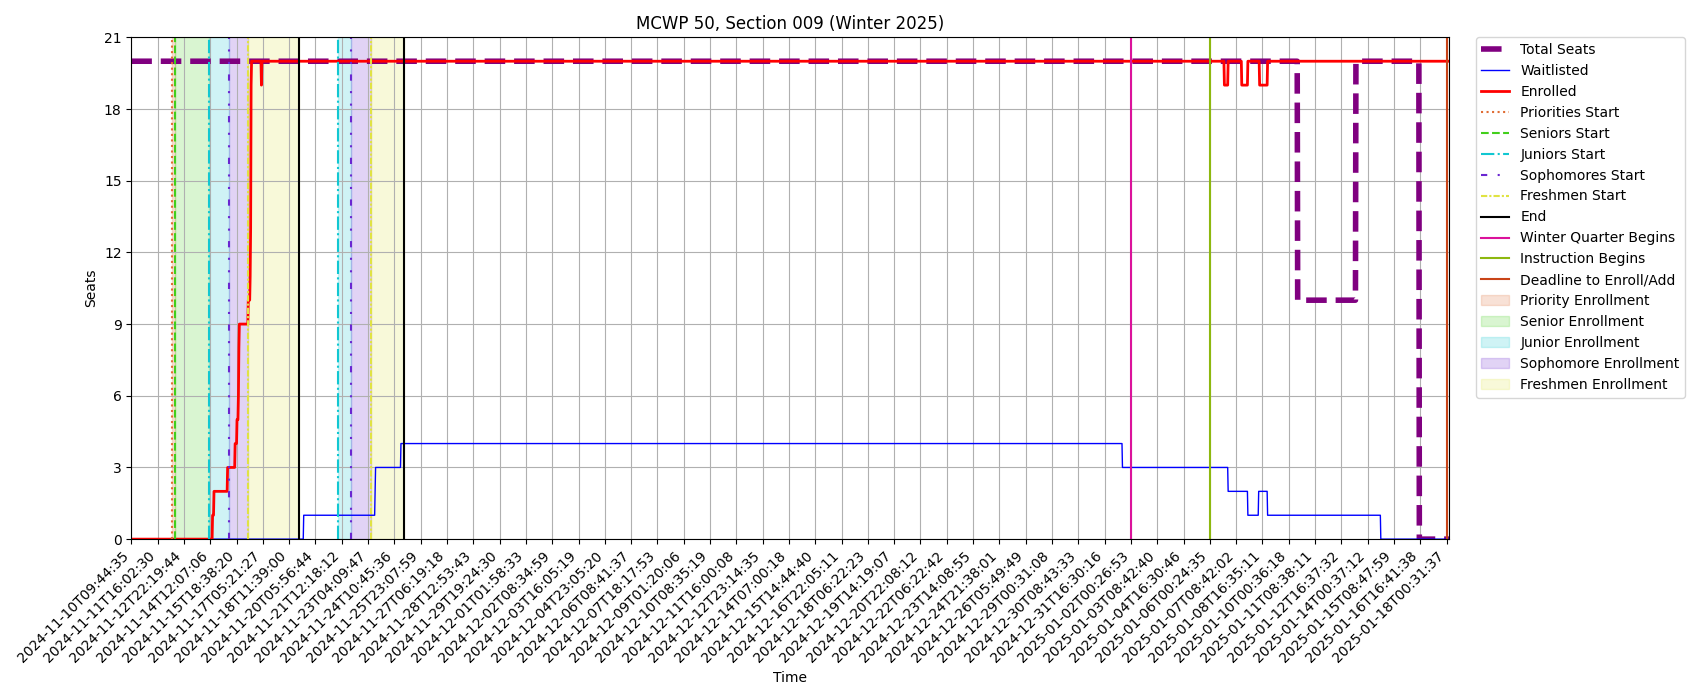 MCWP 50, Section 009 (Winter 2025)
21
18
15
12
9
6
3
0
Seats
2024-11-10T09:44:35
2024-11-11T16:02:30
2024-11-12T22:19:44
2024-11-14T12:07:06
2024-11-15T18:38:20
2024-11-17T05:21:27
2024-11-18T11:39:00
2024-11-20T05:56:44
2024-11-21T12:18:12
2024-11-23T04:09:47
2024-11-24T10:45:36
2024-11-25T23:07:59
2024-11-27T06:19:18
2024-11-28T12:53:43
2024-11-29T19:24:30
2024-12-01T01:58:33
2024-12-02T08:34:59
2024-12-03T16:05:19
2024-12-04T23:05:20
2024-12-06T08:41:37
2024-12-07T18:17:53
2024-12-09T01:20:06
2024-12-10T08:35:19
2024-12-11T16:00:08
2024-12-12T23:14:35
2024-12-14T07:00:18
2024-12-15T14:44:40
2024-12-16T22:05:11
2024-12-18T06:22:23
2024-12-19T14:19:07
2024-12-20T22:08:12
2024-12-22T06:22:42
2024-12-23T14:08:55
2024-12-24T21:38:01
2024-12-26T05:49:49
2024-12-29T00:31:08
2024-12-30T08:43:33
2024-12-31T16:30:16
2025-01-02T00:26:53
2025-01-03T08:42:40
2025-01-04T16:30:46
2025-01-06T00:24:35
2025-01-07T08:42:02
2025-01-08T16:35:11
2025-01-10T00:36:18
2025-01-11T08:38:11
2025-01-12T16:37:32
2025-01-14T00:37:12
2025-01-15T08:47:59
2025-01-16T16:41:38
2025-01-18T00:31:37
Time
Total Seats
Waitlisted
Enrolled
Priorities Start
Seniors Start
Juniors Start
Sophomores Start
Freshmen Start
End
Winter Quarter Begins
Instruction Begins
Deadline to Enroll/Add
Priority Enrollment
Senior Enrollment
Junior Enrollment
Sophomore Enrollment
Freshmen Enrollment